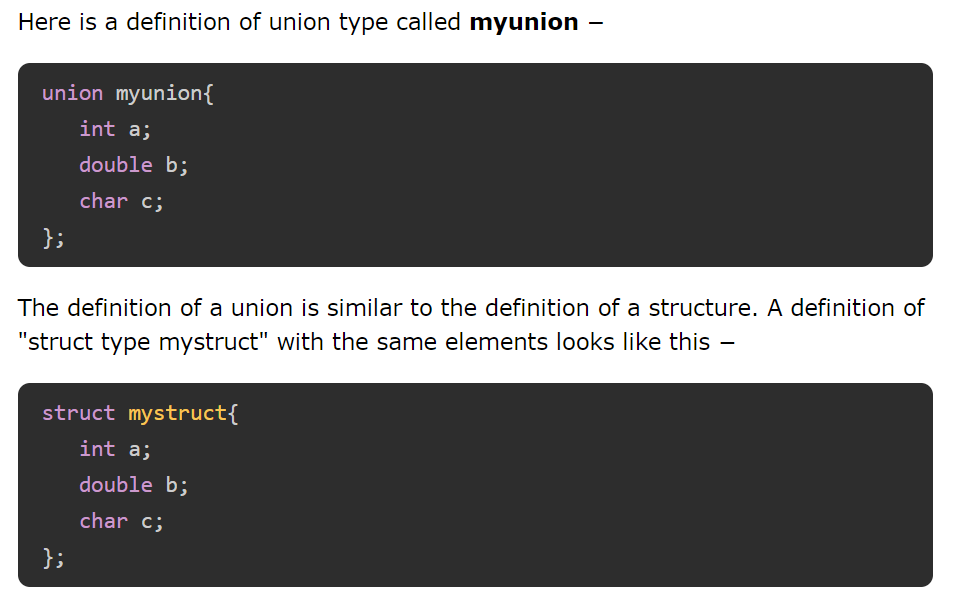 Here is a definition of union type called myunion −
union myunion{
   int a;
   double b;
   char c;
};
The definition of a union is similar to the definition of a structure. A definition of
"struct type mystruct" with the same elements looks like this −
struct mystruct{
   int a;
   double b;
   char c;
};